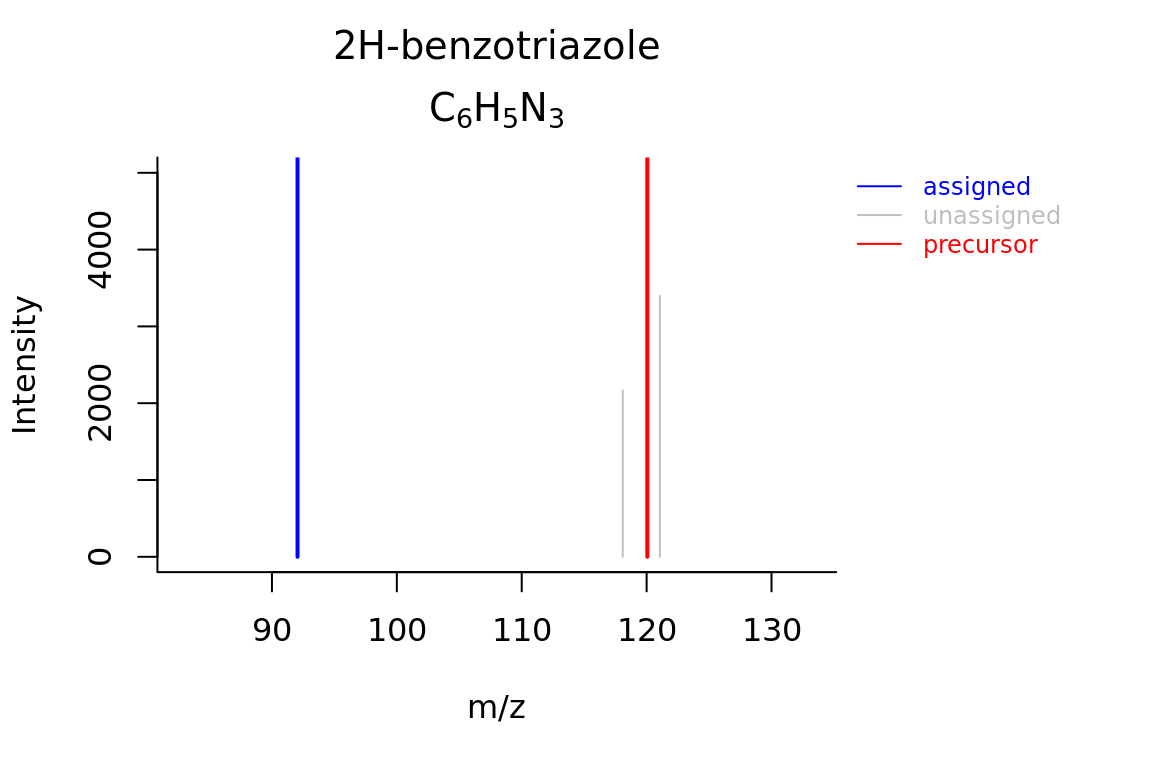 2H-benzotriazole
C₆H₅N₃
assigned
unassigned
precursor
Intensity
4000
2000
0
90 100 110 120 130
m/z